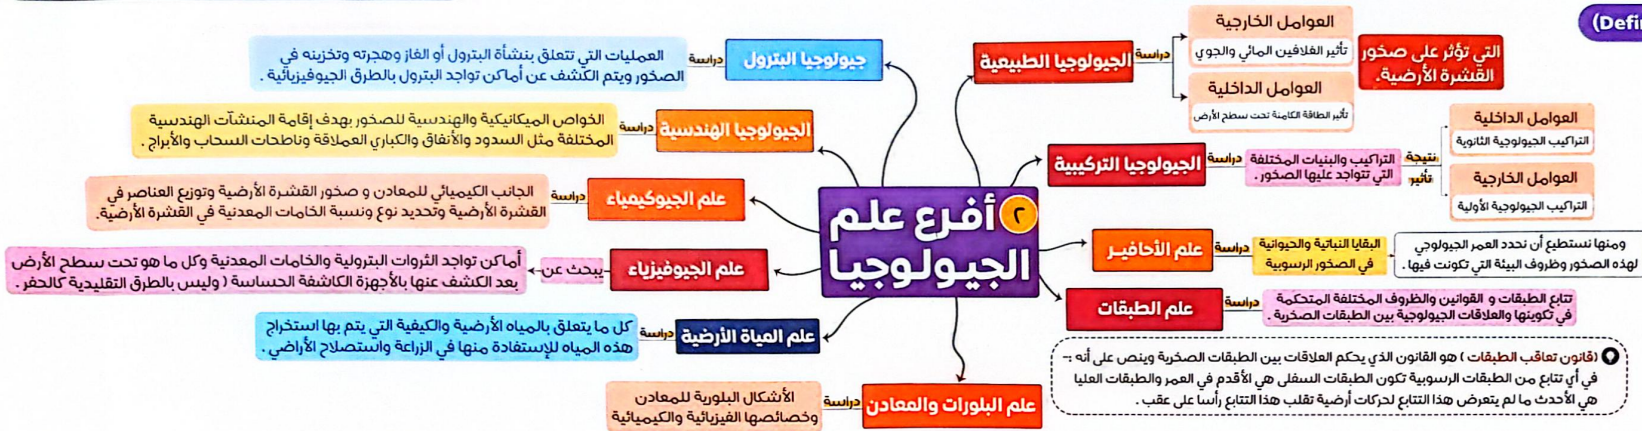 (Defi
٢ أفرع علم
الجيولوجيا
الجيولوجيا الطبيعية
دراسة
العوامل الخارجية
تأثير الغلافين المائي والجوي
العوامل الداخلية
تأثير الطاقة الكامنة تحت سطح الأرض
التي تؤثر على صخور
القشرة الأرضية.
الجيولوجيا التركيبية
دراسة
التراكيب والبنيات المختلفة
التي تتواجد عليها الصخور .
نتيجة
تأثير
العوامل الداخلية
التراكيب الجيولوجية الثانوية
العوامل الخارجية
التراكيب الجيولوجية الأولية
علم الأحافير
دراسة
البقايا النباتية والحيوانية
في الصخور الرسوبية
ومنها نستطيع أن نحدد العمر الجيولوجي
لهذه الصخور وظروف البيئة التي تكونت فيها .
علم الطبقات
دراسة
تتابع الطبقات و القوانين والظروف المختلفة المتحكمة
في تكوينها والعلاقات الجيولوجية بين الطبقات الصخرية .
(قانون تعاقب الطبقات ) هو القانون الذي يحكم العلاقات بين الطبقات الصخرية وينص على أنه :-
في أي تتابع من الطبقات الرسوبية تكون الطبقات السفلى هي الأقدم في العمر والطبقات العليا
هي الأحدث ما لم يتعرض هذا التتابع لحركات أرضية تقلب هذا التتابع رأسا على عقب .
جيولوجيا البترول
دراسة
العمليات التي تتعلق بنشأة البترول أو الغاز وهجرته وتخزينه في
الصخور ويتم الكشف عن أماكن تواجد البترول بالطرق الجيوفيزيائية .
الجيولوجيا الهندسية
دراسة
الخواص الميكانيكية والهندسية للصخور بهدف إقامة المنشآت الهندسية
المختلفة مثل السدود والأنفاق والكباري العملاقة وناطحات السحاب والأبراج .
علم الجيوكيمياء
دراسة
الجانب الكيميائي للمعادن و صخور القشرة الأرضية وتوزيع العناصر في
القشرة الأرضية وتحديد نوع ونسبة الخامات المعدنية في القشرة الأرضية.
علم الجيوفيزياء
يبحث عن
أماكن تواجد الثروات البترولية والخامات المعدنية وكل ما هو تحت سطح الأرض
بعد الكشف عنها بالأجهزة الكاشفة الحساسة ( وليس بالطرق التقليدية كالحفر .
علم المياة الأرضية
دراسة
كل ما يتعلق بالمياه الأرضية والكيفية التي يتم بها استخراج
هذه المياه للإستفادة منها في الزراعة واستصلاح الأراضي .
علم البلورات والمعادن
دراسة
الأشكال البلورية للمعادن
وخصائصها الفيزيائية والكيميائية